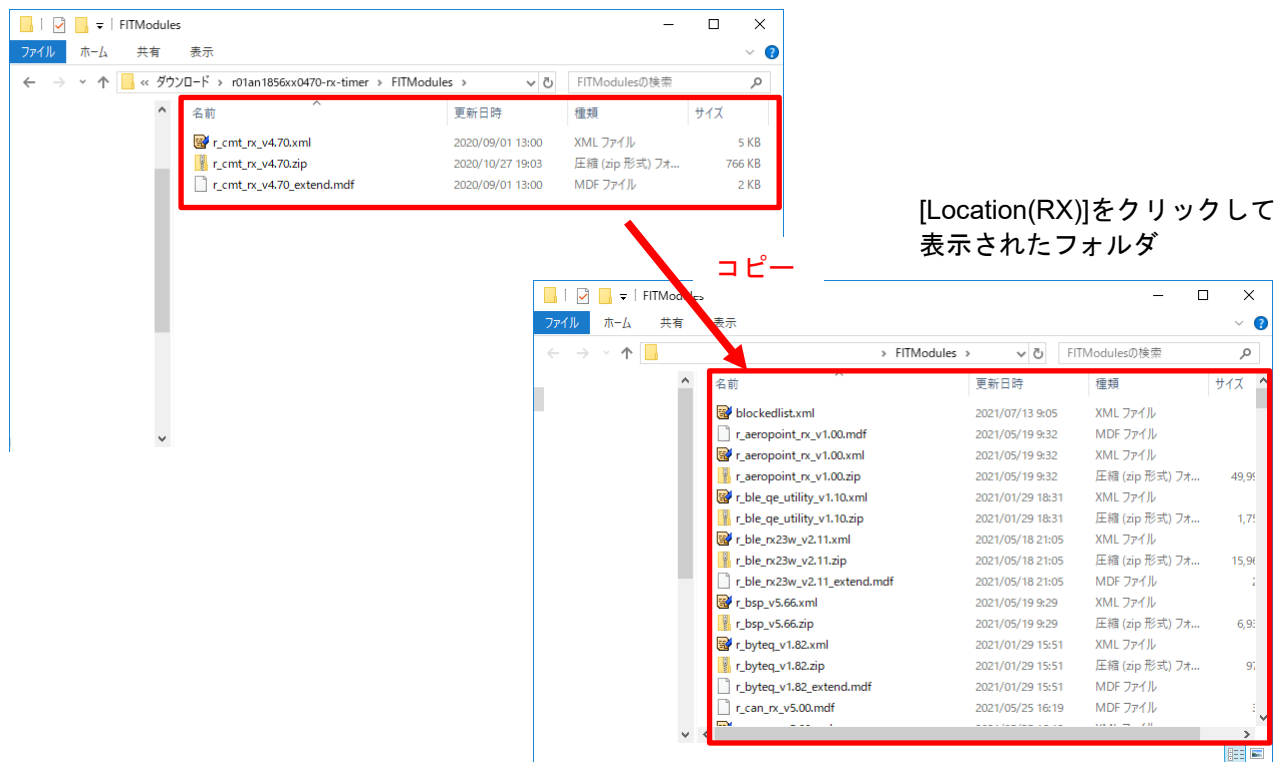 FITModules
ファイル ホーム 共有 表示
« ダウンロード › r01an1856xx0470-rx-timer › FITModules › FITModulesの検索
名前 更新日時 種類 サイズ
r_cmt_rx_v4.70.xml 2020/09/01 13:00 XML ファイル 5 KB
r_cmt_rx_v4.70.zip 2020/10/27 19:03 圧縮 (zip 形式) フォ... 766 KB
r_cmt_rx_v4.70_extend.mdf 2020/09/01 13:00 MDF ファイル 2 KB
[Location(RX)]をクリックして
表示されたフォルダ
コピー
ファイル ホーム 共有 表示
› FITModules › FITModulesの検索
名前 更新日時 種類 サイズ
blockedlist.xml 2021/07/13 9:05 XML ファイル
r_aeropoint_rx_v1.00.mdf 2021/05/19 9:32 MDF ファイル
r_aeropoint_rx_v1.00.xml 2021/05/19 9:32 XML ファイル
r_aeropoint_rx_v1.00.zip 2021/05/19 9:32 圧縮 (zip 形式) フォ... 49,99
r_ble_qe_utility_v1.10.xml 2021/01/29 18:31 XML ファイル
r_ble_qe_utility_v1.10.zip 2021/01/29 18:31 圧縮 (zip 形式) フォ... 1,75
r_ble_rx23w_v2.11.xml 2021/05/18 21:05 XML ファイル
r_ble_rx23w_v2.11.zip 2021/05/18 21:05 圧縮 (zip 形式) フォ... 15,96
r_ble_rx23w_v2.11_extend.mdf 2021/05/18 21:05 MDF ファイル
r_bsp_v5.66.xml 2021/05/19 9:29 XML ファイル
r_bsp_v5.66.zip 2021/05/19 9:29 圧縮 (zip 形式) フォ... 6,93
r_byteq_v1.82.xml 2021/01/29 15:51 XML ファイル
r_byteq_v1.82.zip 2021/01/29 15:51 圧縮 (zip 形式) フォ... 97
r_byteq_v1.82_extend.mdf 2021/01/29 15:51 MDF ファイル
r_can_rx_v5.00.mdf 2021/05/25 16:19 MDF ファイル